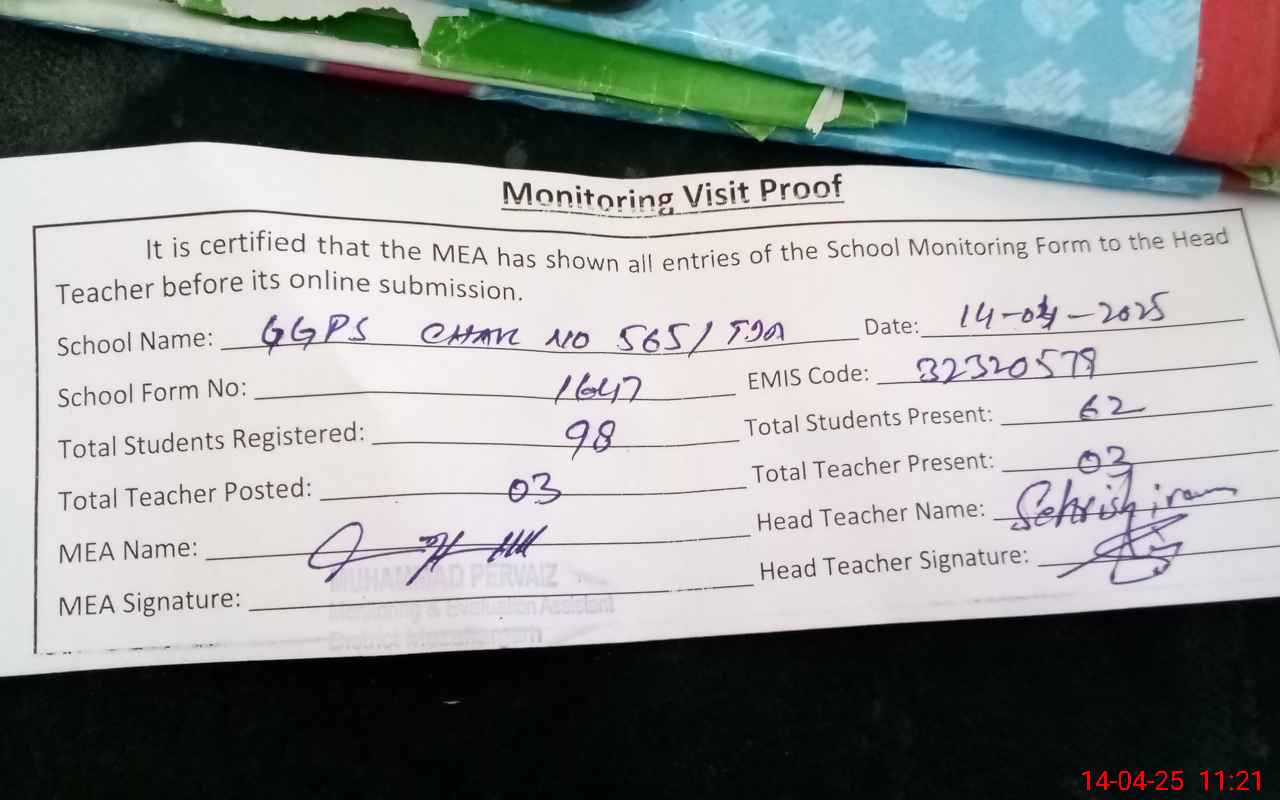 Monitoring Visit Proof
It is certified that the MEA has shown all entries of the School Monitoring Form to the Head
Teacher before its online submission.
School Name: GGPS CHAK NO 565/TDA Date: 14-04-2025
School Form No: 1647 EMIS Code: 32320579
Total Students Registered: 98 Total Students Present: 62
Total Teacher Posted: 03 Total Teacher Present: 03
MEA Name: Head Teacher Name: Sehrish iram
MEA Signature: Head Teacher Signature:
MUHAMMAD PERVAIZ
Monitoring & Evaluation Assistant
District Muzaffargarh
14-04-25 11:21